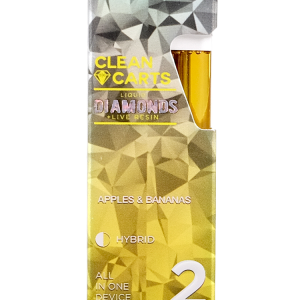 CLEAN
CARTS
LIQUID
DIAMONDS
+ LIVE RESIN
APPLES & BANANAS
HYBRID
ALL
IN ONE
DEVICE
2